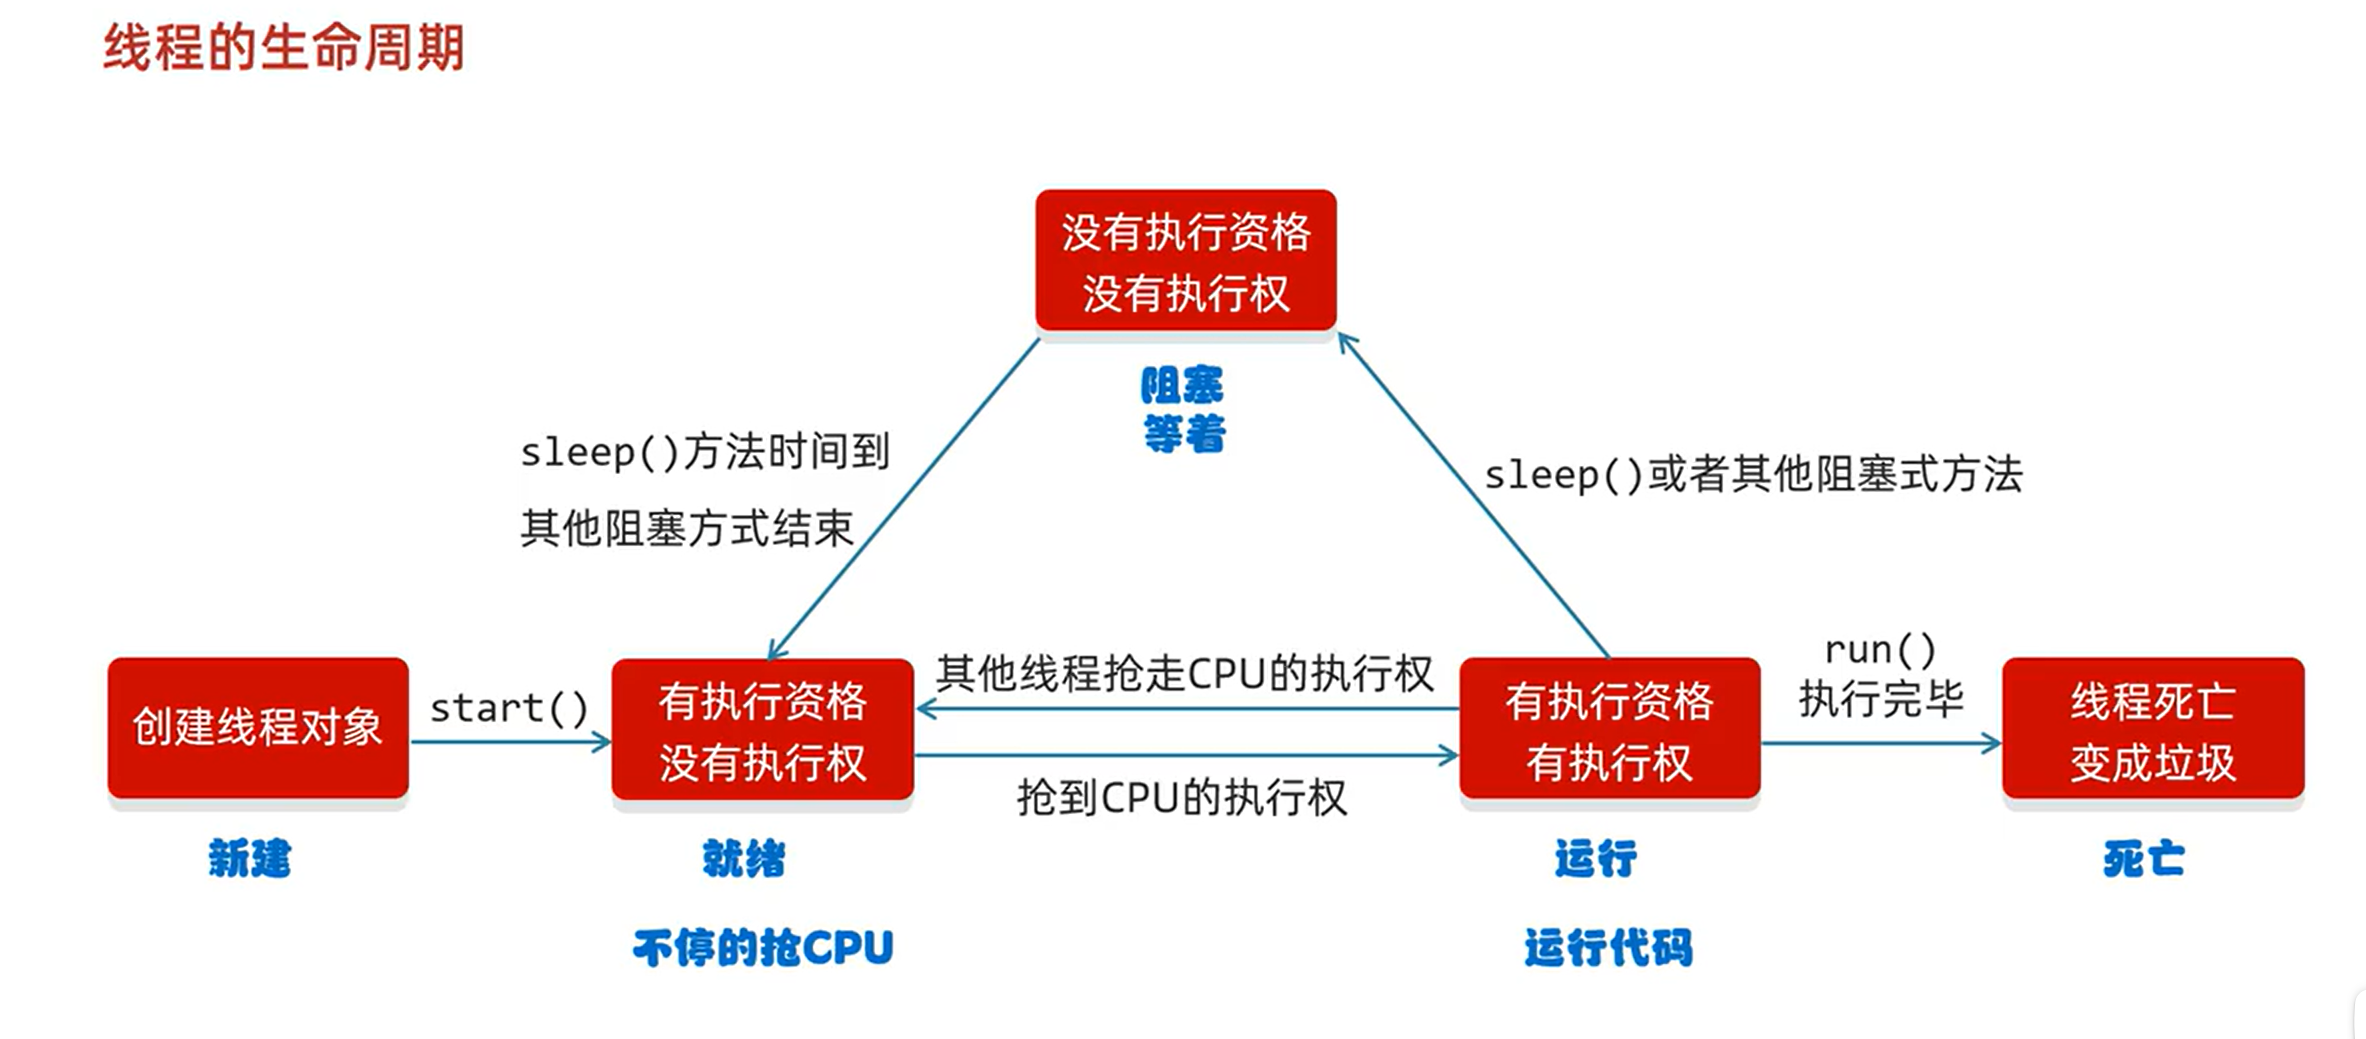 线程的生命周期
没有执行资格
没有执行权
阻塞
等着
sleep()方法时间到
其他阻塞方式结束
sleep()或者其他阻塞式方法
创建线程对象
start()
有执行资格
没有执行权
其他线程抢走CPU的执行权
抢到CPU的执行权
有执行资格
有执行权
run()
执行完毕
线程死亡
变成垃圾
新建
就绪
运行
死亡
不停的抢CPU
运行代码